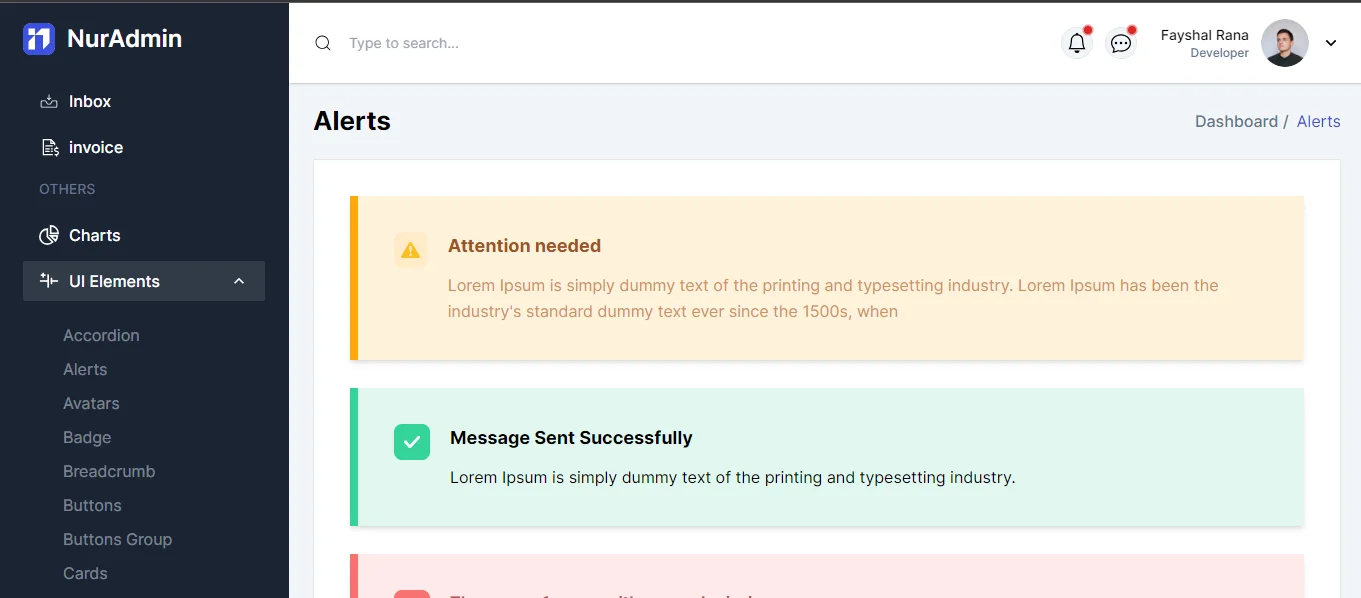 NurAdmin
Inbox
invoice
OTHERS
Charts
UI Elements
Accordion
Alerts
Avatars
Badge
Breadcrumb
Buttons
Buttons Group
Cards
Type to search...
Fayshal Rana
Developer
Alerts
Dashboard / Alerts
Attention needed
Lorem Ipsum is simply dummy text of the printing and typesetting industry. Lorem Ipsum has been the
industry's standard dummy text ever since the 1500s, when
Message Sent Successfully
Lorem Ipsum is simply dummy text of the printing and typesetting industry.